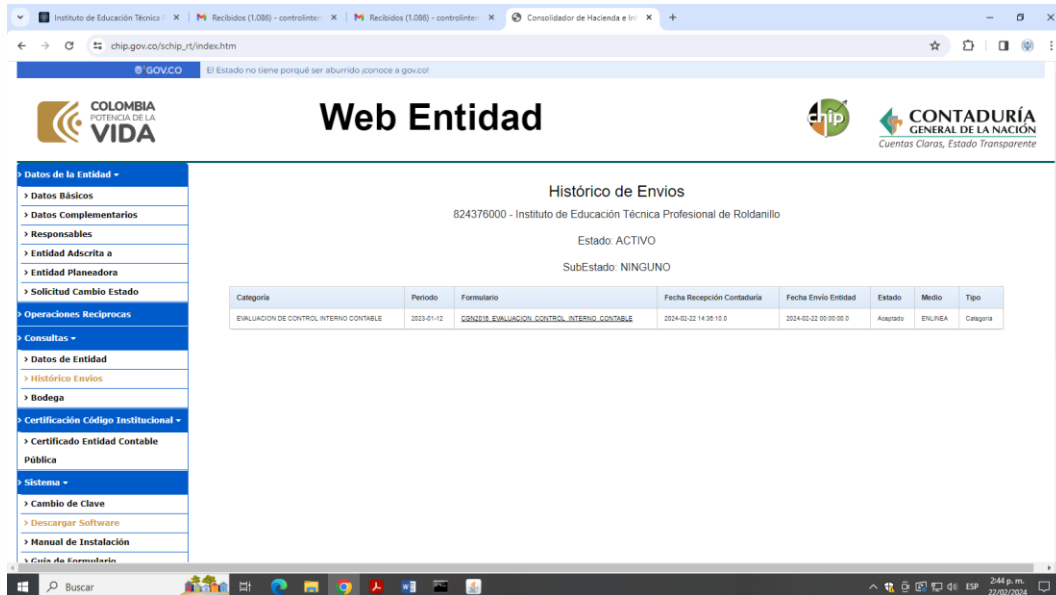 Instituto de Educación Técnica
Recibidos (1.086) - controlinter
Recibidos (1.086) - controlinter
Consolidador de Hacienda e In
chip.gov.co/schip_rt/index.htm
GOV.CO
El Estado no tiene porqué ser aburrido ¡conoce a gov.co!
COLOMBIA
POTENCIA DE LA
VIDA
Web Entidad
chip
CONTADURÍA
GENERAL DE LA NACIÓN
Cuentas Claras, Estado Transparente
Datos de la Entidad
Datos Básicos
Datos Complementarios
Responsables
Entidad Adscrita a
Entidad Planeadora
Solicitud Cambio Estado
Operaciones Reciprocas
Consultas
Datos de Entidad
Histórico Envios
Bodega
Certificación Código Institucional
Certificado Entidad Contable
Pública
Sistema
Cambio de Clave
Descargar Software
Manual de Instalación
Guia de Formulario
Histórico de Envios
824376000 - Instituto de Educación Técnica Profesional de Roldanillo
Estado: ACTIVO
SubEstado: NINGUNO
Categoría Periodo Formulario Fecha Recepción Contaduría Fecha Envío Entidad Estado Medio Tipo
EVALUACION DE CONTROL INTERNO CONTABLE 2023-01-12 CGN2016_EVALUACION_CONTROL_INTERNO_CONTABLE 2024-02-22 14:36:10.0 2024-02-22 00:00:00.0 Aceptado ENLINEA Categoria
Buscar
ESP
2:44 p. m.
22/02/2024